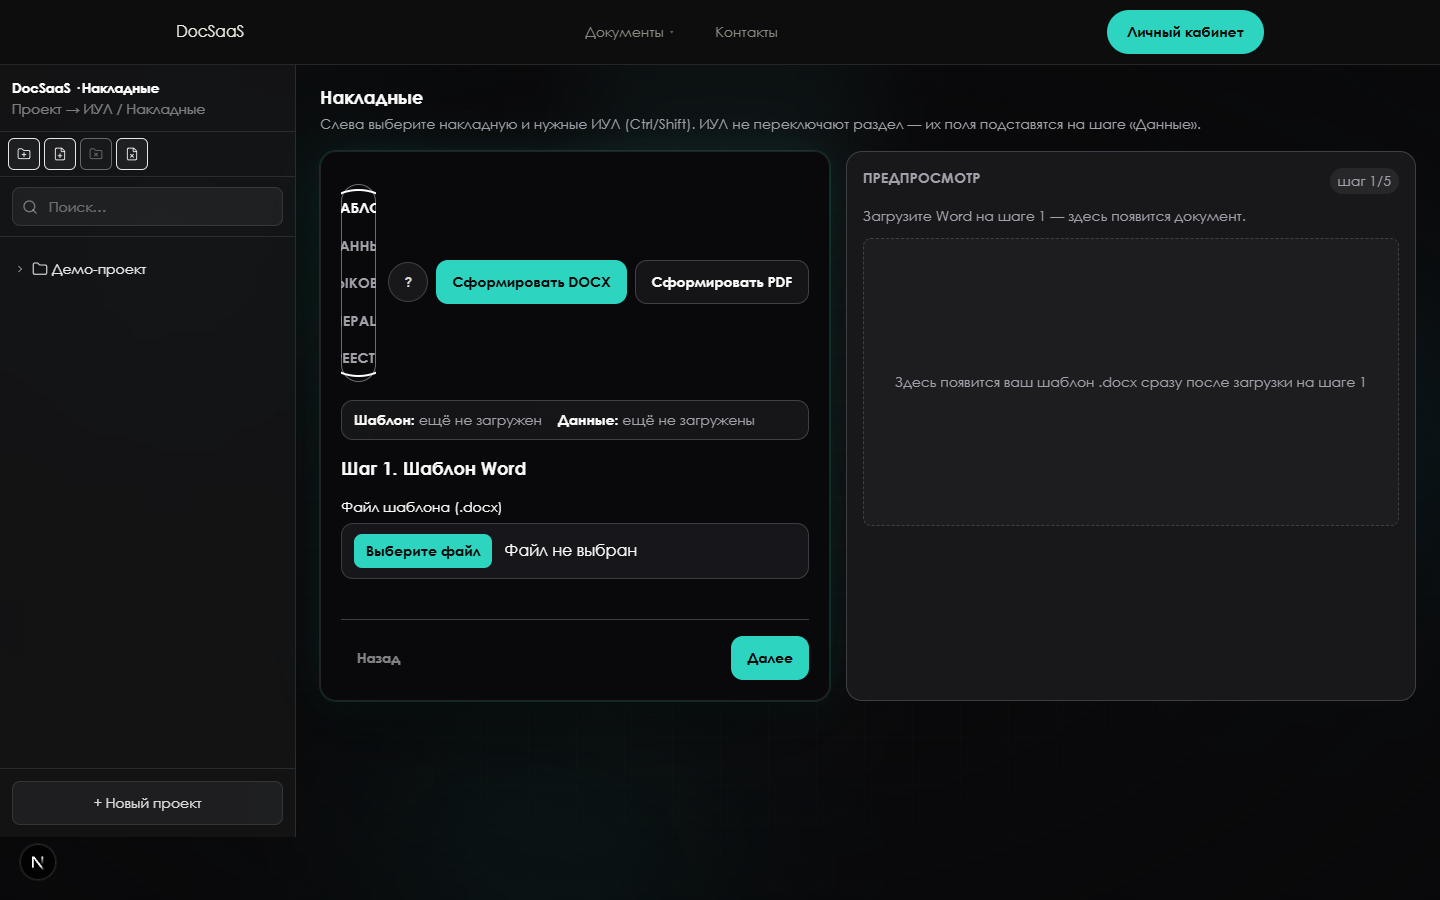 DocSaaS
Документы
Контакты
Личный кабинет
DocSaaS · Накладные
Проект → ИУЛ / Накладные
Поиск...
Демо-проект
+ Новый проект
N
Накладные
Слева выберите накладную и нужные ИУЛ (Ctrl/Shift). ИУЛ не переключают раздел — их поля подставятся на шаге «Данные».
?
Сформировать DOCX
Сформировать PDF
Шаблон: ещё не загружен Данные: ещё не загружены
Шаг 1. Шаблон Word
Файл шаблона (.docx)
Выберите файл Файл не выбран
Назад
Далее
ПРЕДПРОСМОТР
шаг 1/5
Загрузите Word на шаге 1 — здесь появится документ.
Здесь появится ваш шаблон .docx сразу после загрузки на шаге 1